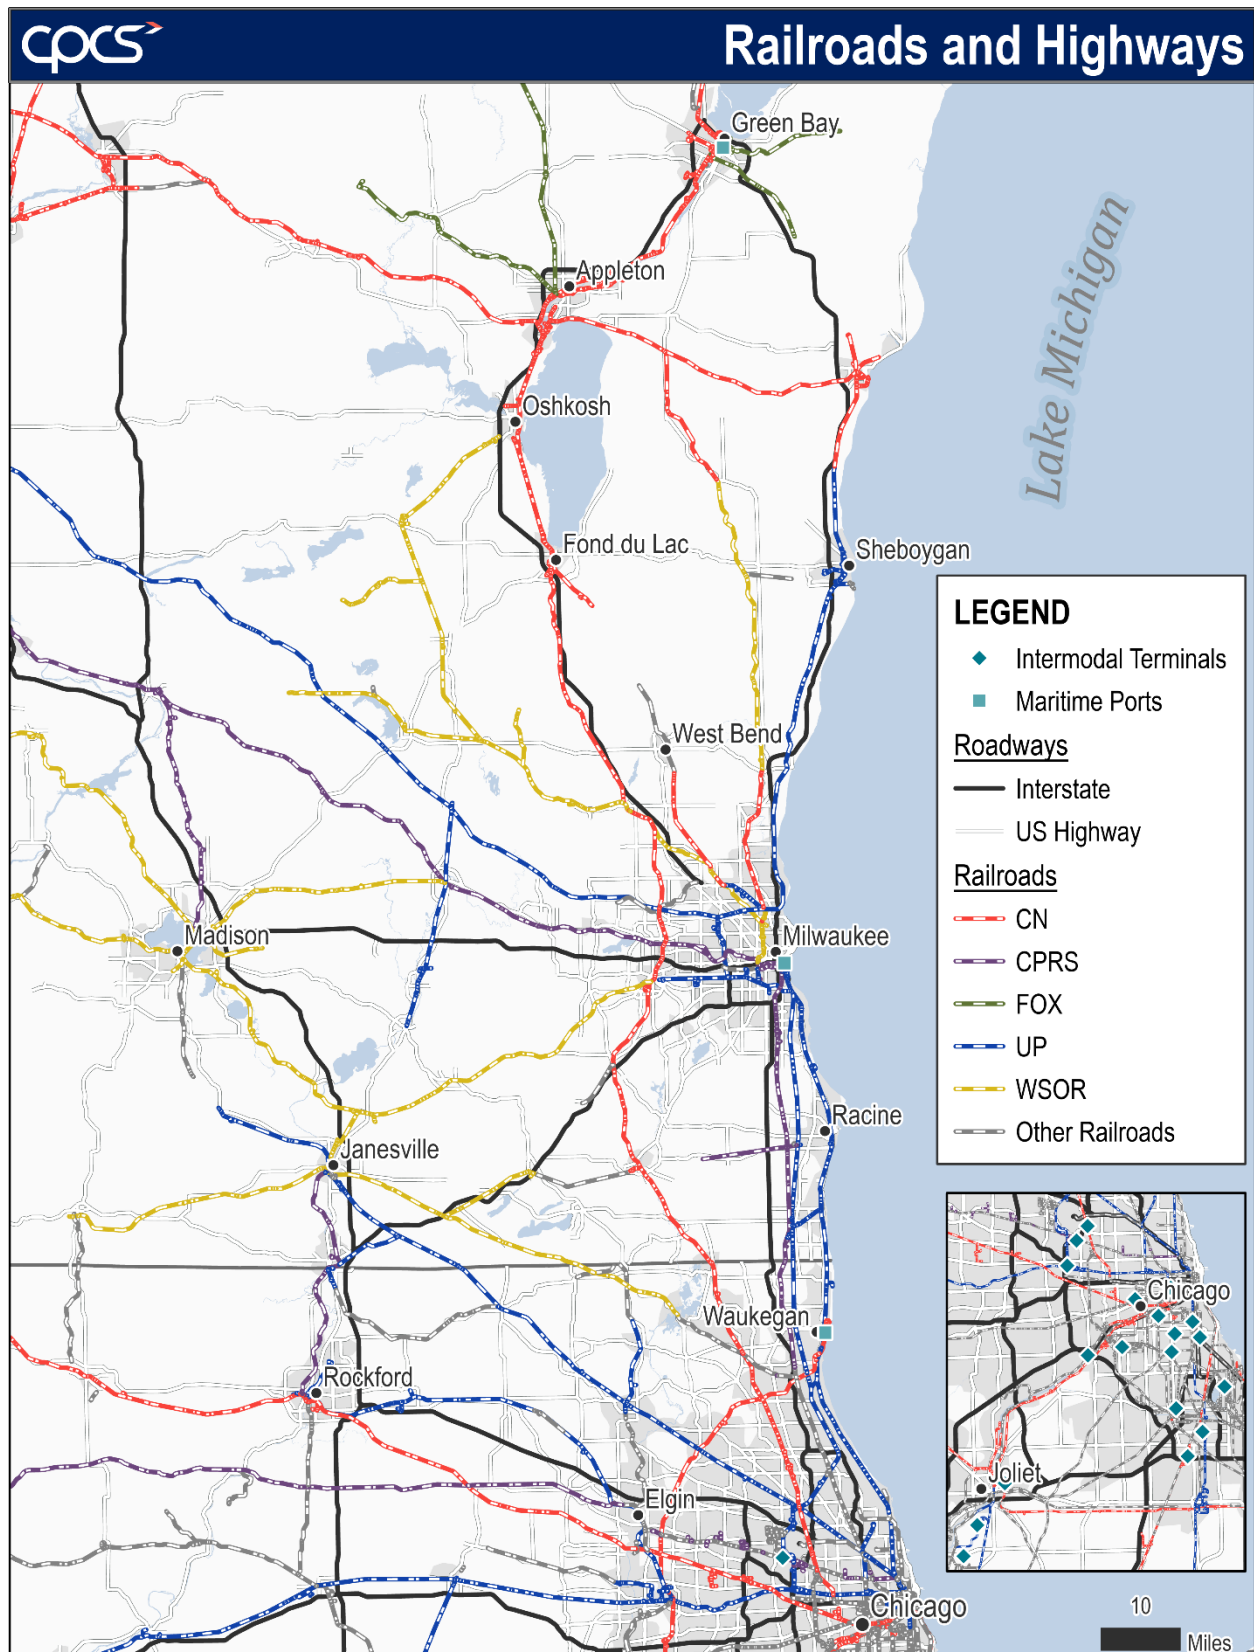 cpcs
Railroads and Highways
Green Bay
Appleton
Lake Michigan
Oshkosh
Fond du Lac
Sheboygan
LEGEND
Intermodal Terminals
Maritime Ports
Roadways
Interstate
US Highway
Railroads
CN
CPRS
FOX
UP
WSOR
Other Railroads
West Bend
Madison
Milwaukee
Racine
Janesville
Waukegan
Rockford
Elgin
Chicago
Chicago
Joliet
10
Miles